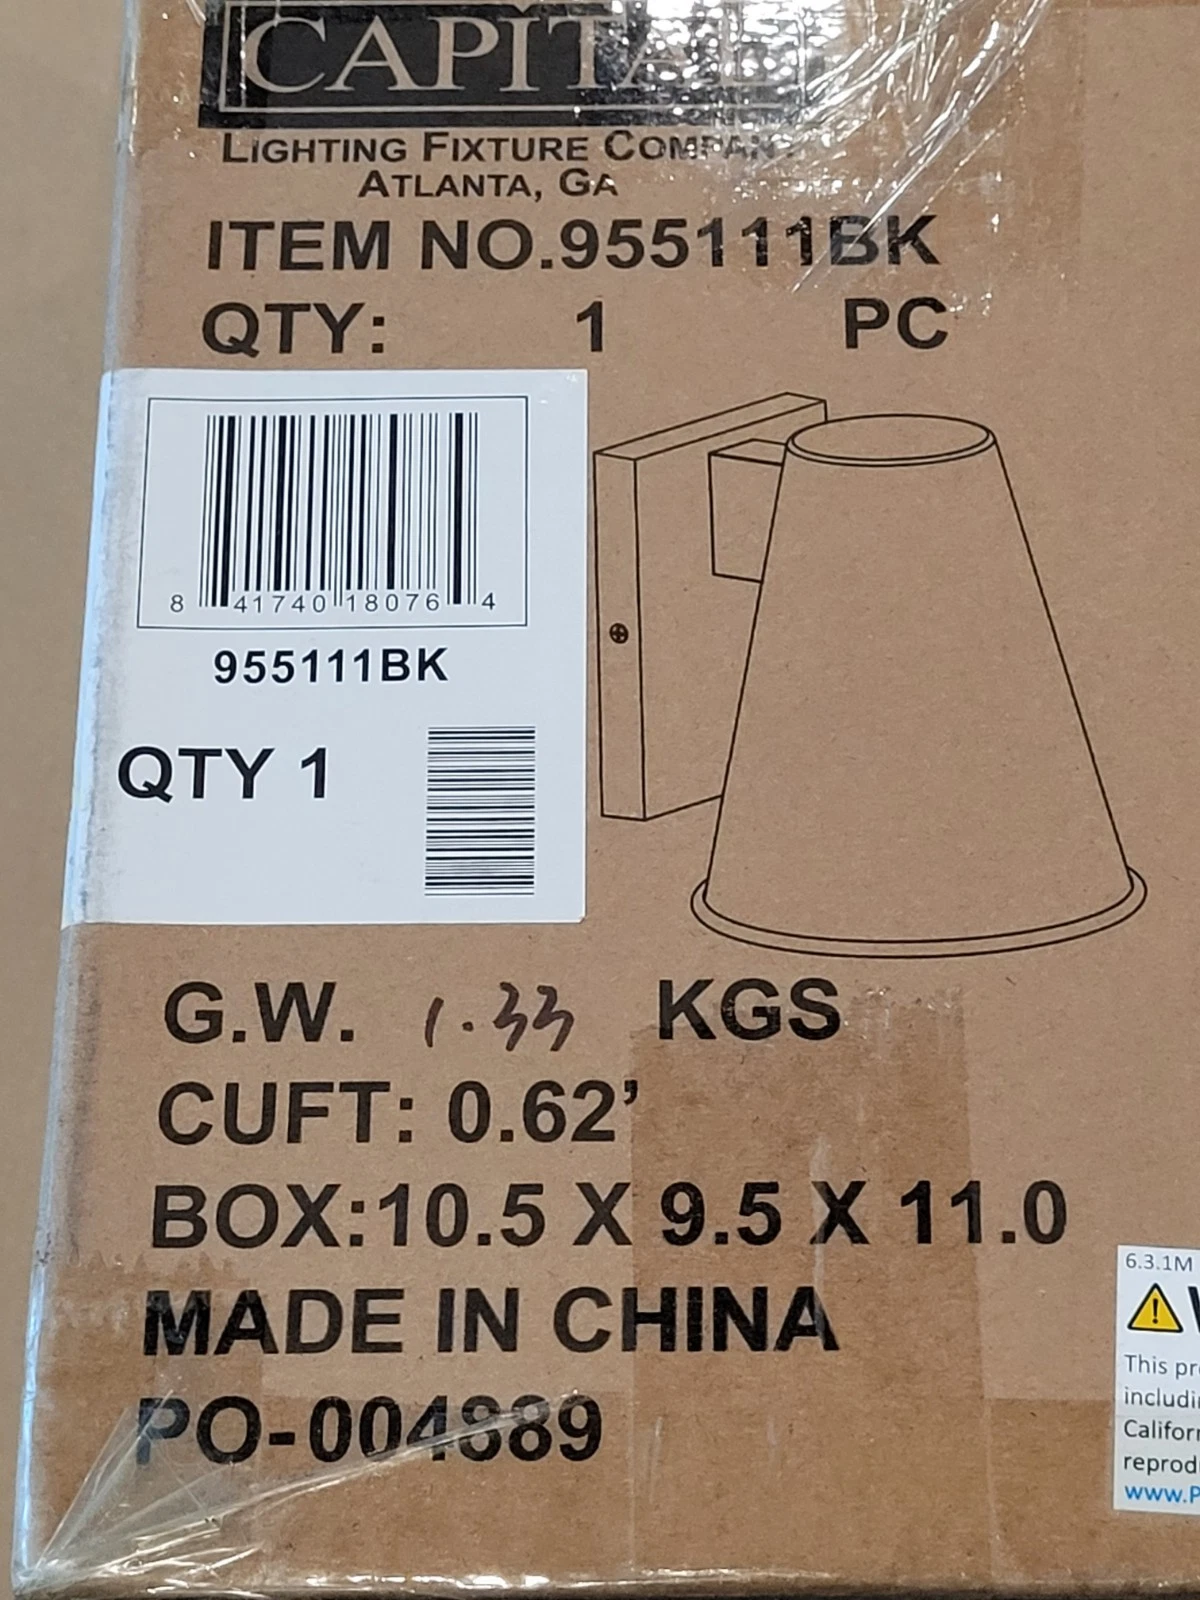 CAPITAL
LIGHTING FIXTURE COMPANY
ATLANTA, GA
ITEM NO.955111BK
QTY: 1 PC
8 41740 18076 4
955111BK
QTY 1
G.W. 1.33 KGS
CUFT: 0.62’
BOX:10.5 X 9.5 X 11.0
MADE IN CHINA
PO-004889
6.3.1M
This pr
includi
Califor
reprod
www.P